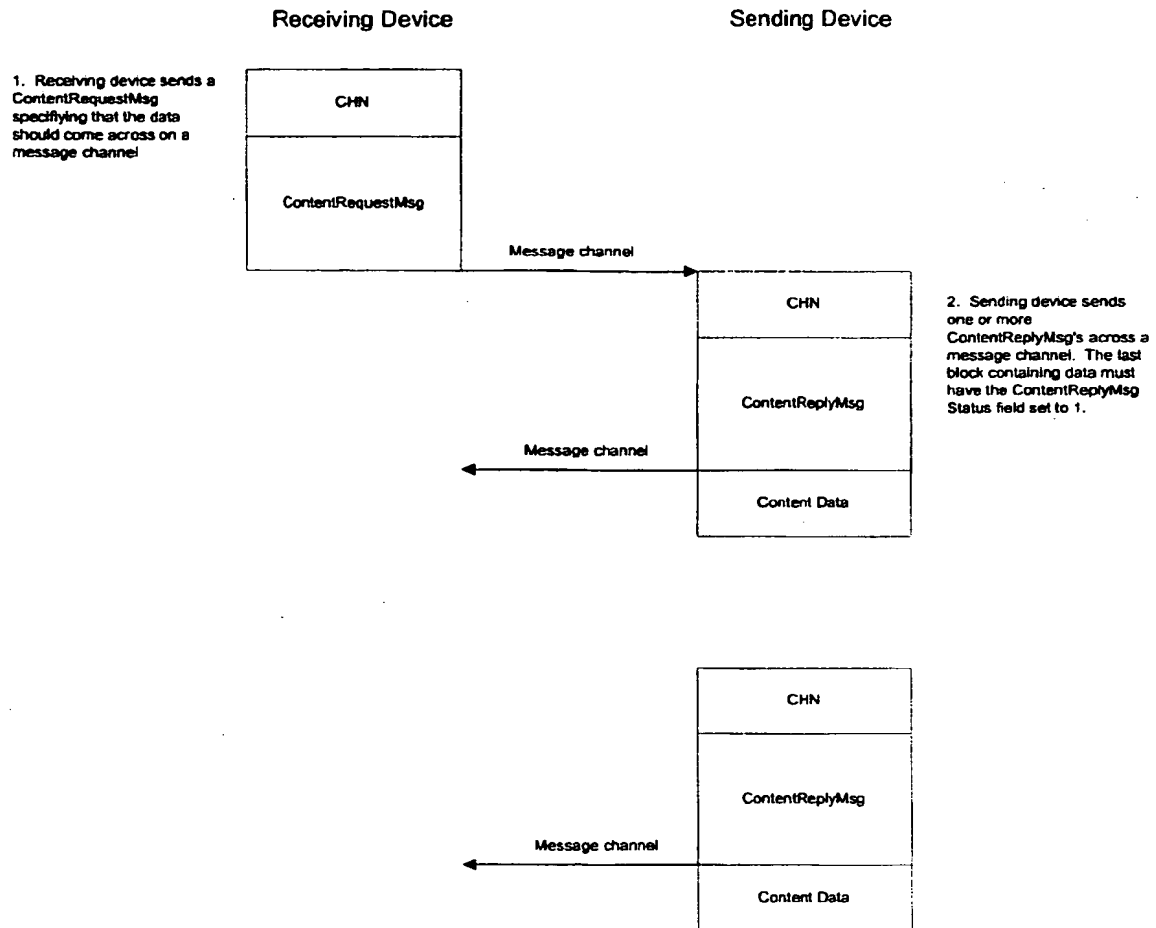 Receiving Device
Sending Device
1. Receiving device sends a
ContentRequestMsg
specifiying that the data
should come across on a
message channel
CHN
ContentRequestMsg
Message channel
CHN
ContentReplyMsg
2. Sending device sends
one or more
ContentReplyMsg's across a
message channel. The last
block containing data must
have the ContentReplyMsg
Status field set to 1.
Message channel
Content Data
CHN
ContentReplyMsg
Message channel
Content Data